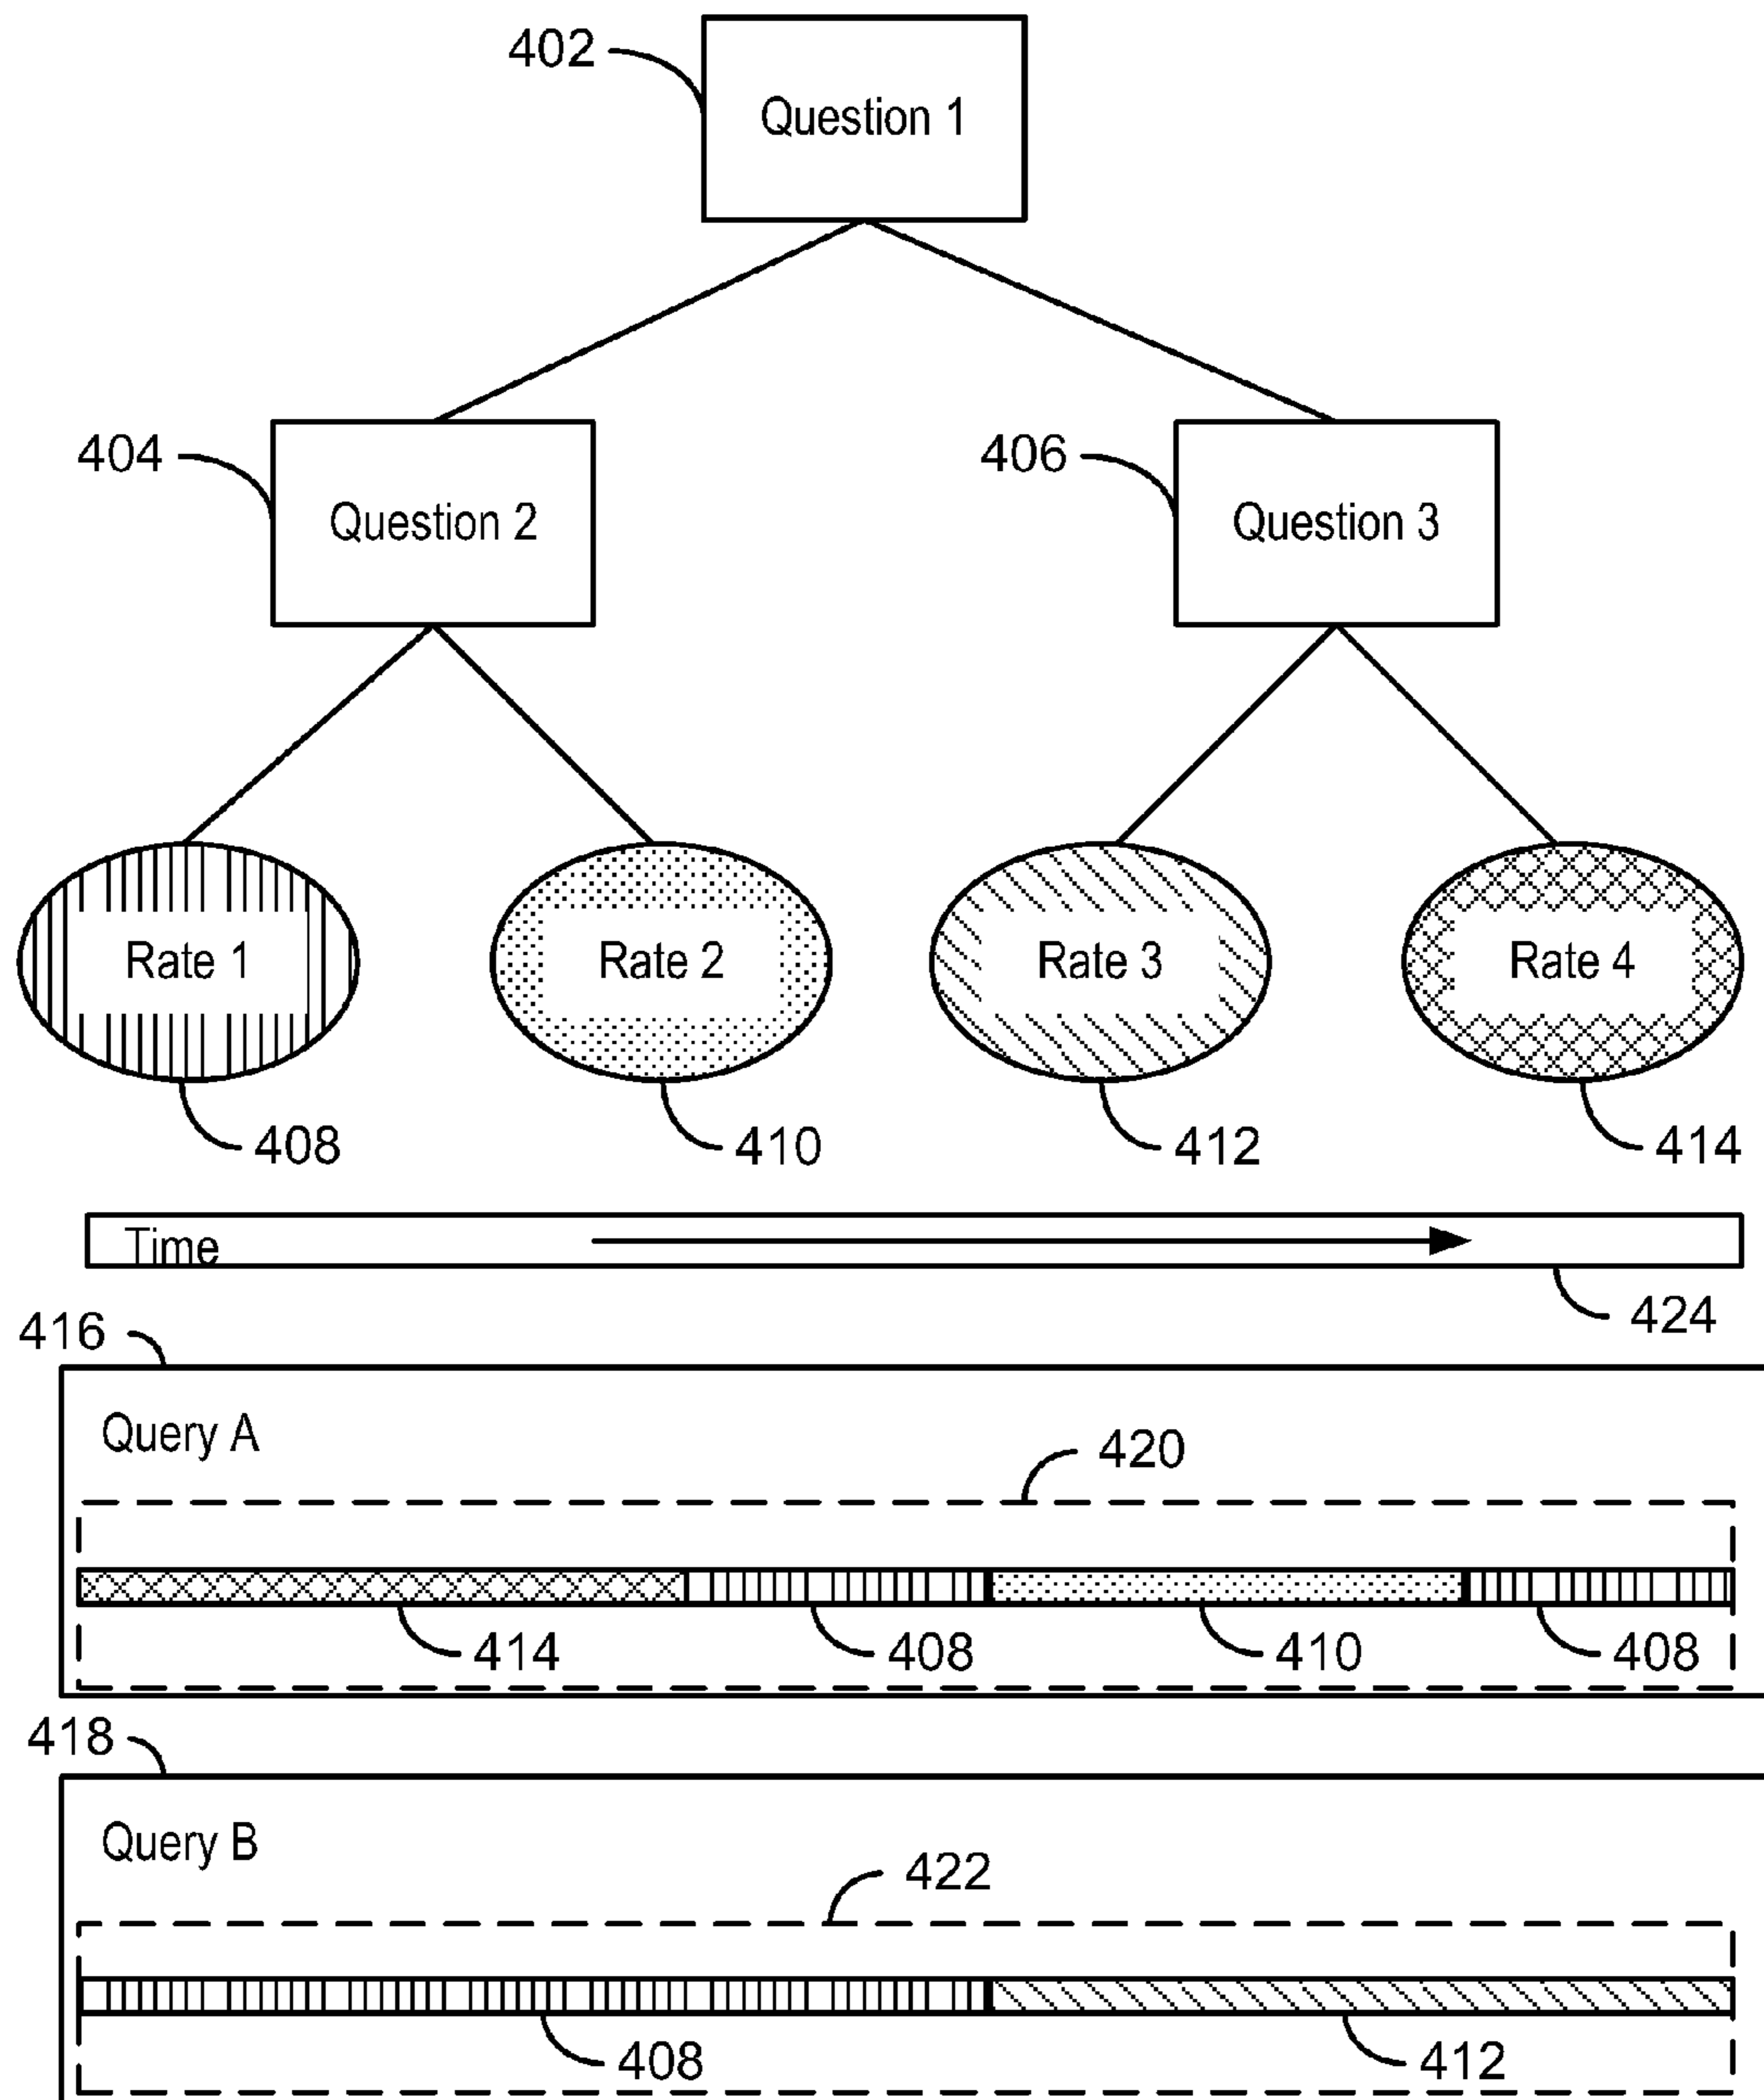 402
Question 1
404
Question 2
406
Question 3
Rate 1
Rate 2
Rate 3
Rate 4
408
410
412
414
Time
424
416
Query A
420
414
408
410
408
418
Query B
422
408
412